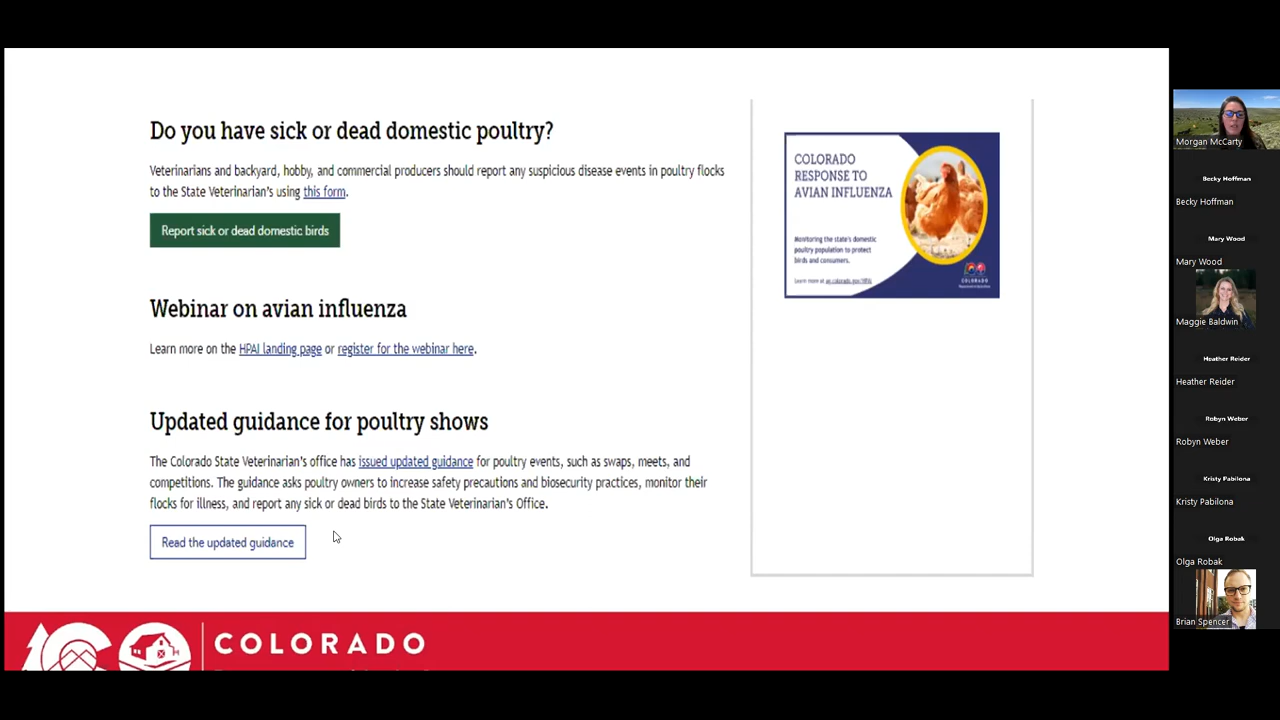 Do you have sick or dead domestic poultry?
Veterinarians and backyard, hobby, and commercial producers should report any suspicious disease events in poultry flocks
to the State Veterinarian's using this form.
Report sick or dead domestic birds
Webinar on avian influenza
Learn more on the HPAI landing page or register for the webinar here.
Updated guidance for poultry shows
The Colorado State Veterinarian's office has issued updated guidance for poultry events, such as swaps, meets, and
competitions. The guidance asks poultry owners to increase safety precautions and biosecurity practices, monitor their
flocks for illness, and report any sick or dead birds to the State Veterinarian's Office.
Read the updated guidance
COLORADO
RESPONSE TO
AVIAN INFLUENZA
Monitoring the state's domestic
poultry population to protect
birds and consumers.
Learn more at ag.colorado.gov/HPAI
COLORADO
COLORADO
Morgan McCarty
Becky Hoffman
Becky Hoffman
Mary Wood
Mary Wood
Maggie Baldwin
Heather Reider
Heather Reider
Robyn Weber
Robyn Weber
Kristy Pabilona
Kristy Pabilona
Olga Robak
Olga Robak
Brian Spencer